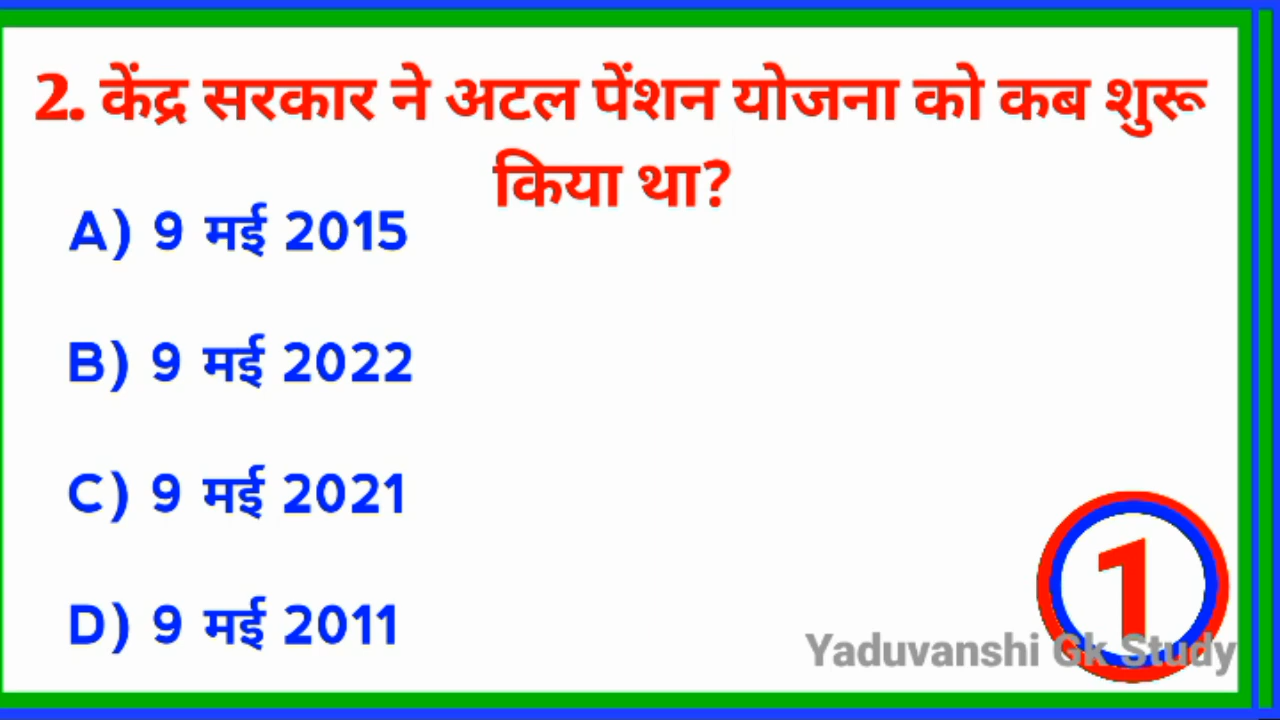 2. केंद्र सरकार ने अटल पेंशन योजना को कब शुरू
किया था?
A) 9 मई 2015
B) 9 मई 2022
C) 9 मई 2021
D) 9 मई 2011
1
Yaduvanshi Gk Study